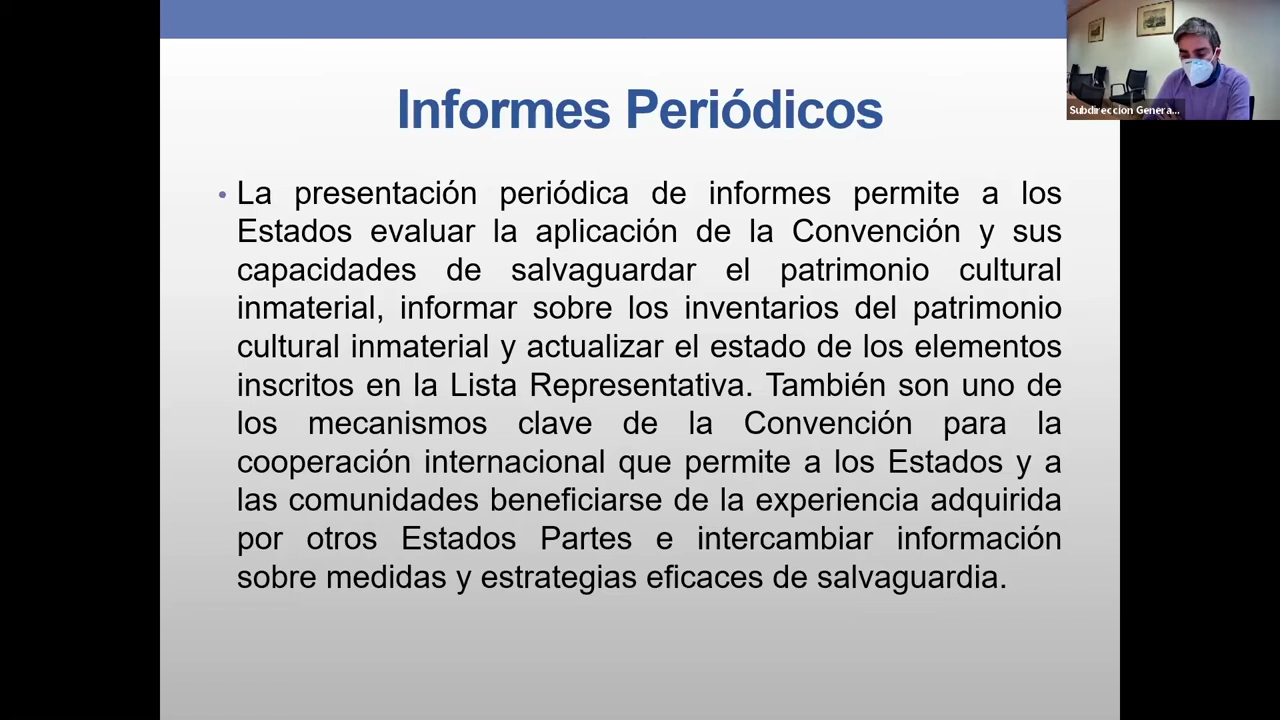 Informes Periódicos
• La presentación periódica de informes permite a los
Estados evaluar la aplicación de la Convención y sus
capacidades de salvaguardar el patrimonio cultural
inmaterial, informar sobre los inventarios del patrimonio
cultural inmaterial y actualizar el estado de los elementos
inscritos en la Lista Representativa. También son uno de
los mecanismos clave de la Convención para la
cooperación internacional que permite a los Estados y a
las comunidades beneficiarse de la experiencia adquirida
por otros Estados Partes e intercambiar información
sobre medidas y estrategias eficaces de salvaguardia.
Subdireccion Genera...